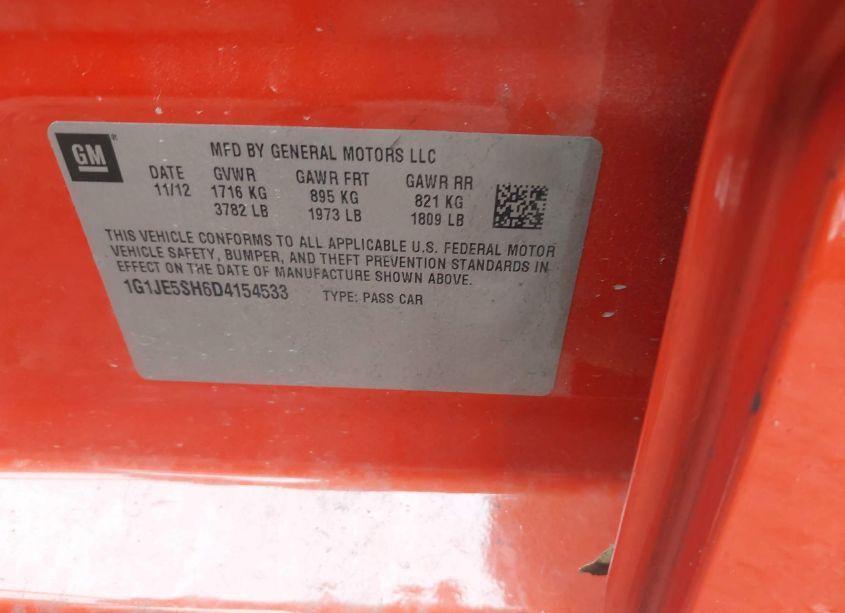 GM®
MFD BY GENERAL MOTORS LLC
DATE GVWR GAWR FRT GAWR RR
11/12 1716 KG 895 KG 821 KG
3782 LB 1973 LB 1809 LB
THIS VEHICLE CONFORMS TO ALL APPLICABLE U.S. FEDERAL MOTOR
VEHICLE SAFETY, BUMPER, AND THEFT PREVENTION STANDARDS IN
EFFECT ON THE DATE OF MANUFACTURE SHOWN ABOVE.
1G1JE5SH6D4154533 TYPE: PASS CAR